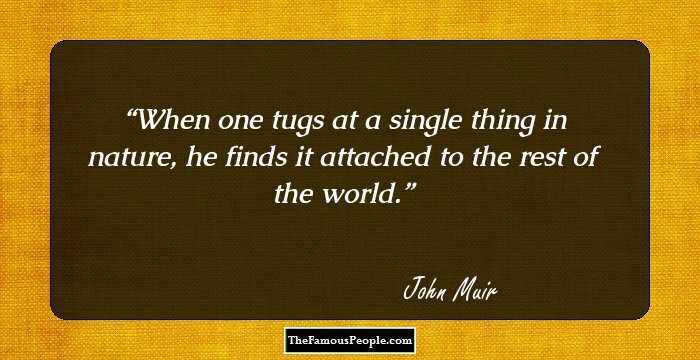 “When one tugs at a single thing in
nature, he finds it attached to the rest of
the world.”
John Muir
TheFamousPeople.com